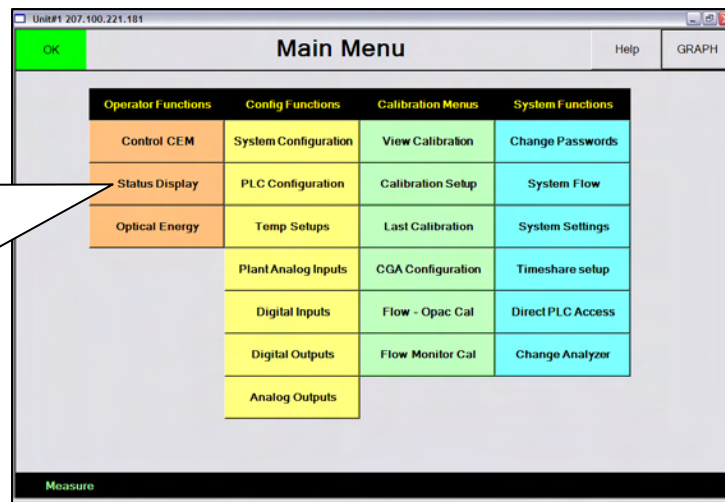 Unit#1 207.100.221.181
OK
Main Menu
Help
GRAPH
Operator Functions Config Functions Calibration Menus System Functions
Control CEM System Configuration View Calibration Change Passwords
Status Display PLC Configuration Calibration Setup System Flow
Optical Energy Temp Setups Last Calibration System Settings
Plant Analog Inputs CGA Configuration Timeshare setup
Digital Inputs Flow - Opac Cal Direct PLC Access
Digital Outputs Flow Monitor Cal Change Analyzer
Analog Outputs
Measure